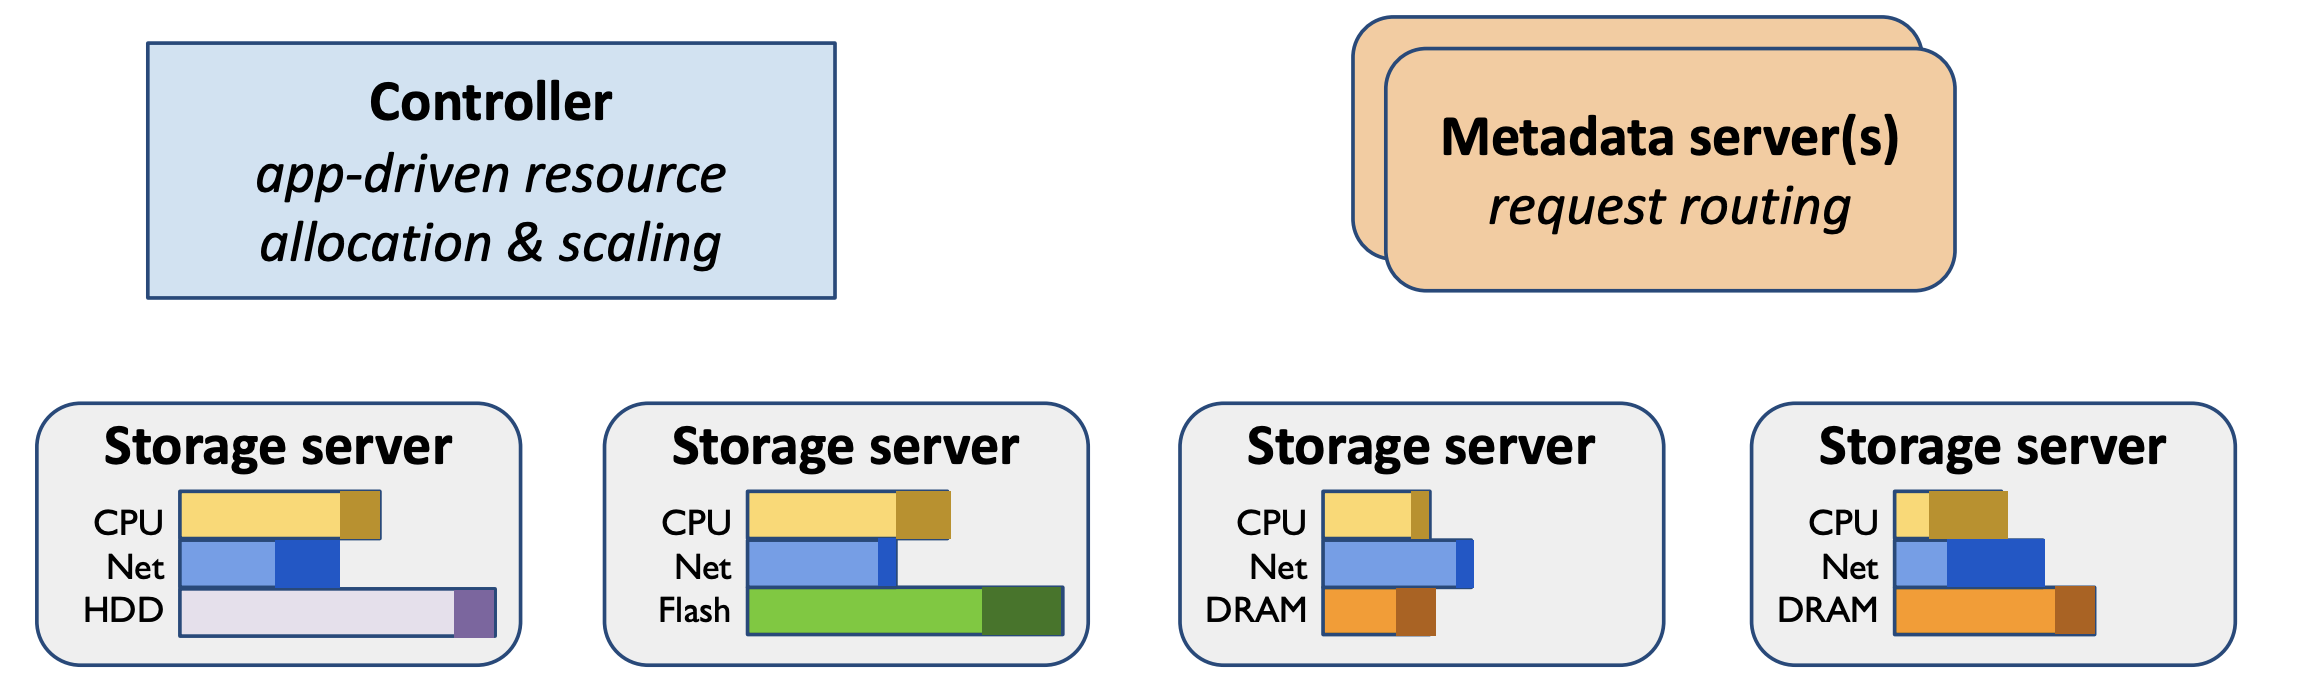 Controller
app-driven resource
allocation & scaling
Metadata server(s)
request routing
Storage server
CPU
Net
HDD
Storage server
CPU
Net
Flash
Storage server
CPU
Net
DRAM
Storage server
CPU
Net
DRAM